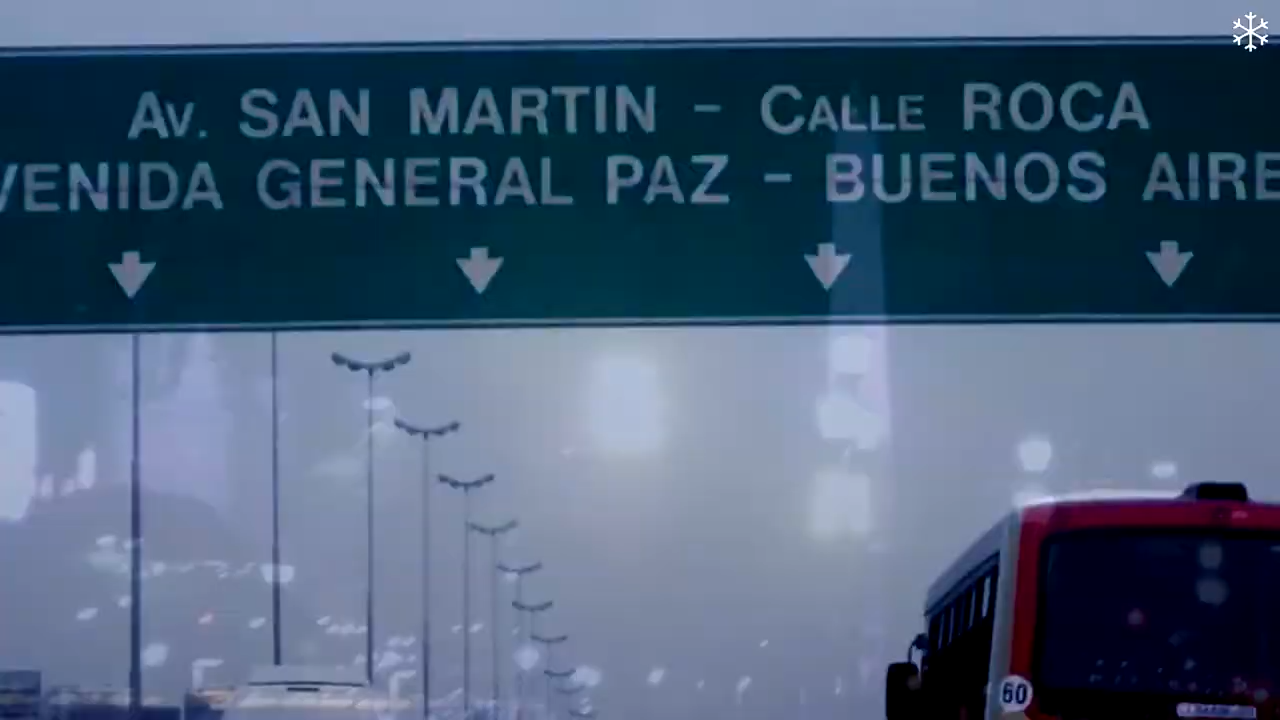 Av. SAN MARTIN - CALLE ROCA
VENIDA GENERAL PAZ - BUENOS AIRE
60